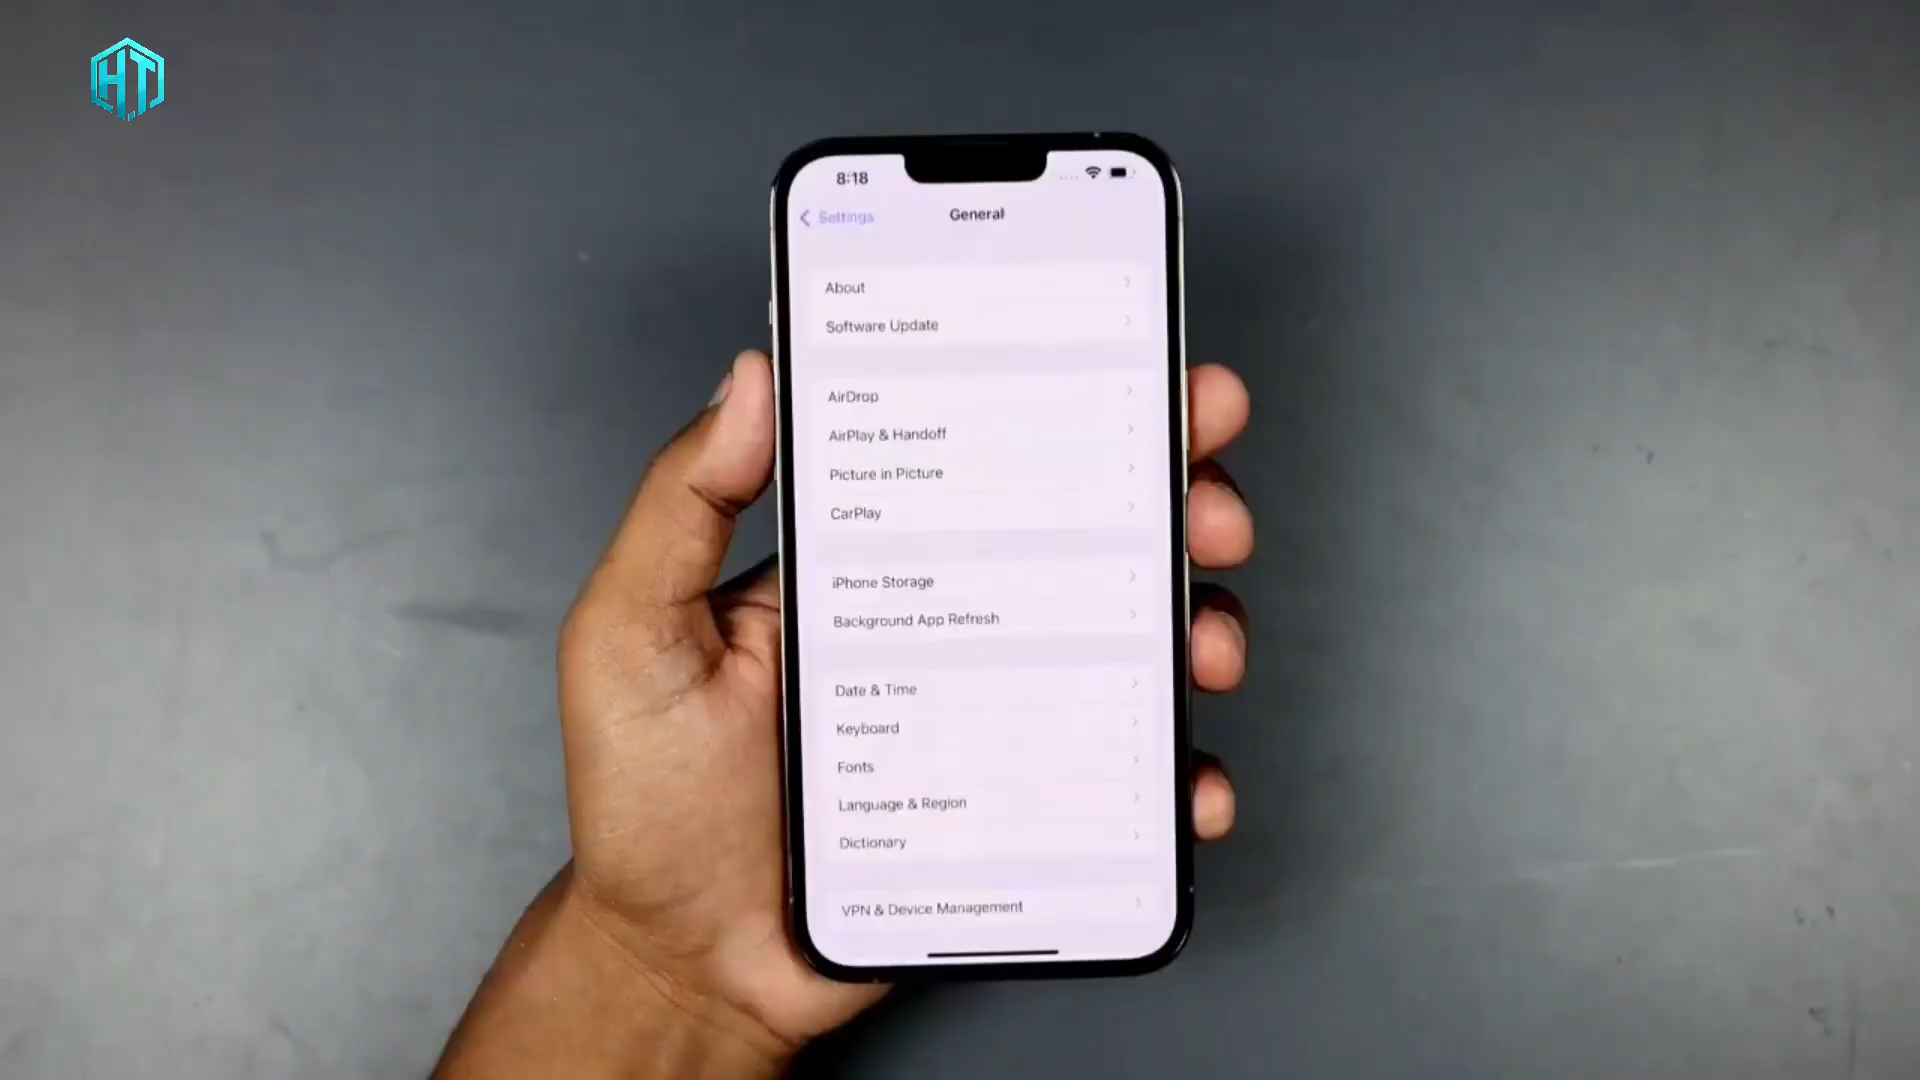 HT
8:18
Settings
General
About
Software Update
AirDrop
AirPlay & Handoff
Picture in Picture
CarPlay
iPhone Storage
Background App Refresh
Date & Time
Keyboard
Fonts
Language & Region
Dictionary
VPN & Device Management